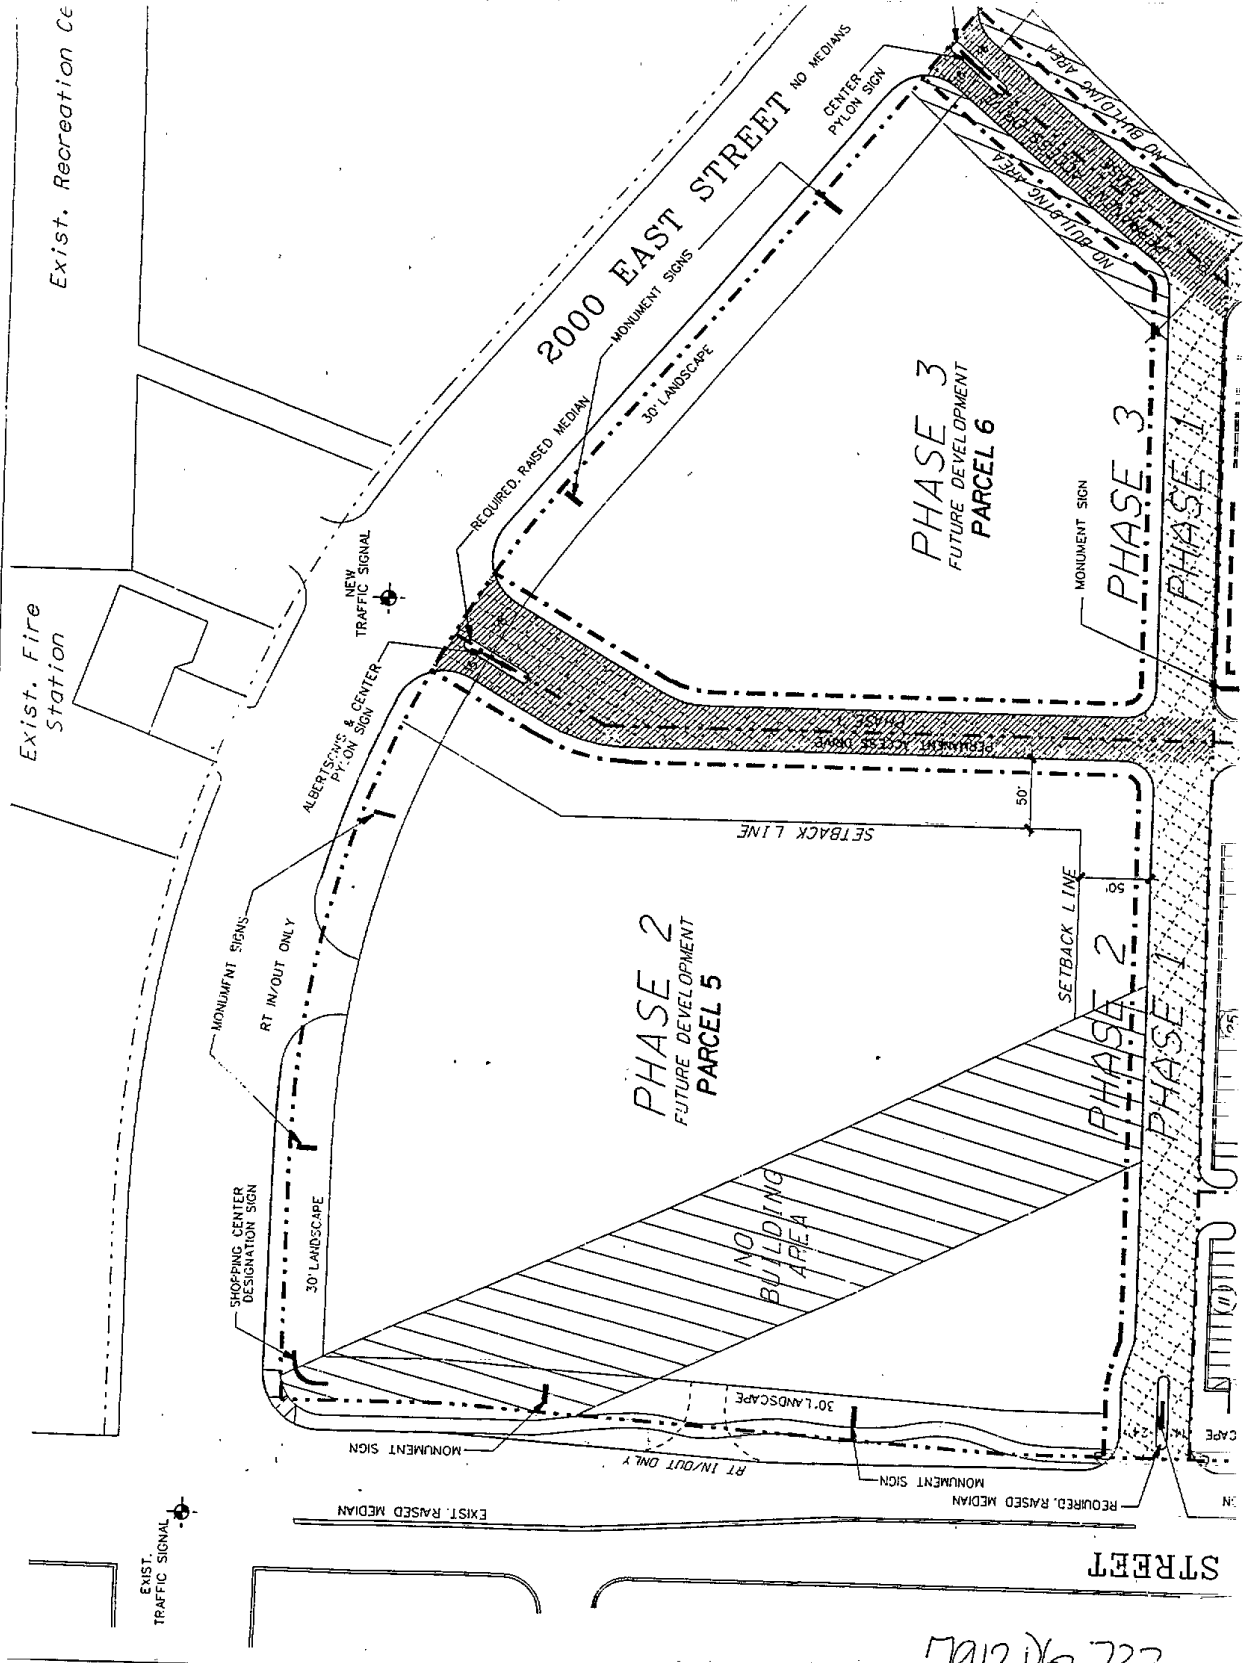 Exist. Recreation Ce
Exist. Fire
Station
2000 EAST STREET
NO MEDIANS
CENTER
PYLON SIGN
NO BUILDING AREA
NO BUILDING AREA
MONUMENT SIGNS
30' LANDSCAPE
REQUIRED. RAISED MEDIAN
NEW
TRAFFIC SIGNAL
ALBERTSONS & CENTER
PYLON SIGN
PHASE 3
FUTURE DEVELOPMENT
PARCEL 6
MONUMENT SIGN
PHASE 3
PHASE 1
PERMANENT ACCESS DRIVE
PHASE 1
50'
SETBACK LINE
SETBACK LINE
50'
MONUMENT SIGNS
RT IN/OUT ONLY
PHASE 2
FUTURE DEVELOPMENT
PARCEL 5
PHASE 2
PHASE 1
SHOPPING CENTER
DESIGNATION SIGN
30' LANDSCAPE
NO
BUILDING
AREA
30' LANDSCAPE
MONUMENT SIGN
RT IN/OUT ONLY
MONUMENT SIGN
REQUIRED. RAISED MEDIAN
EXIST. RAISED MEDIAN
EXIST.
TRAFFIC SIGNAL
STREET
(11)
CAPE